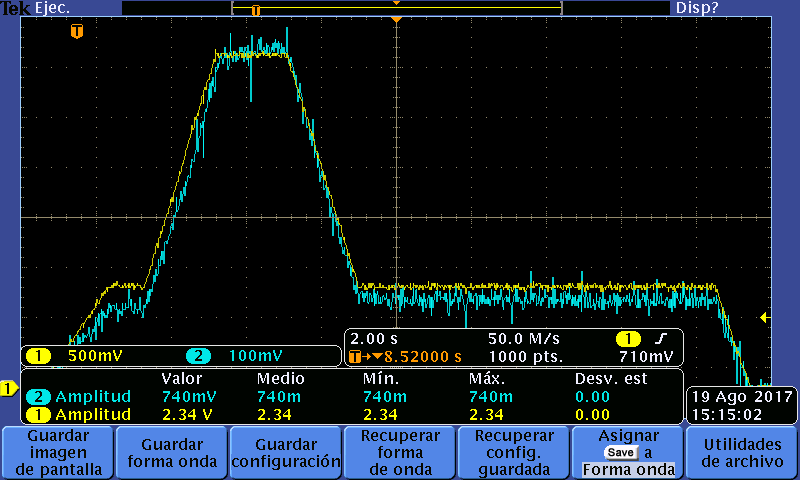 Tek Ejec. Disp?
T
T
1 500mV 2 100mV
2.00 s 50.0 M/s 1
T→▼8.52000 s 1000 pts. 710mV
Valor Medio Mín. Máx. Desv. est
2 Amplitud 740mV 740m 740m 740m 0.00
1 Amplitud 2.34 V 2.34 2.34 2.34 0.00
1
19 Ago 2017
15:15:02
Guardar
imagen
de pantalla
Guardar
forma onda
Guardar
configuración
Recuperar
forma
de onda
Recuperar
config.
guardada
Asignar
Save a
Forma onda
Utilidades
de archivo